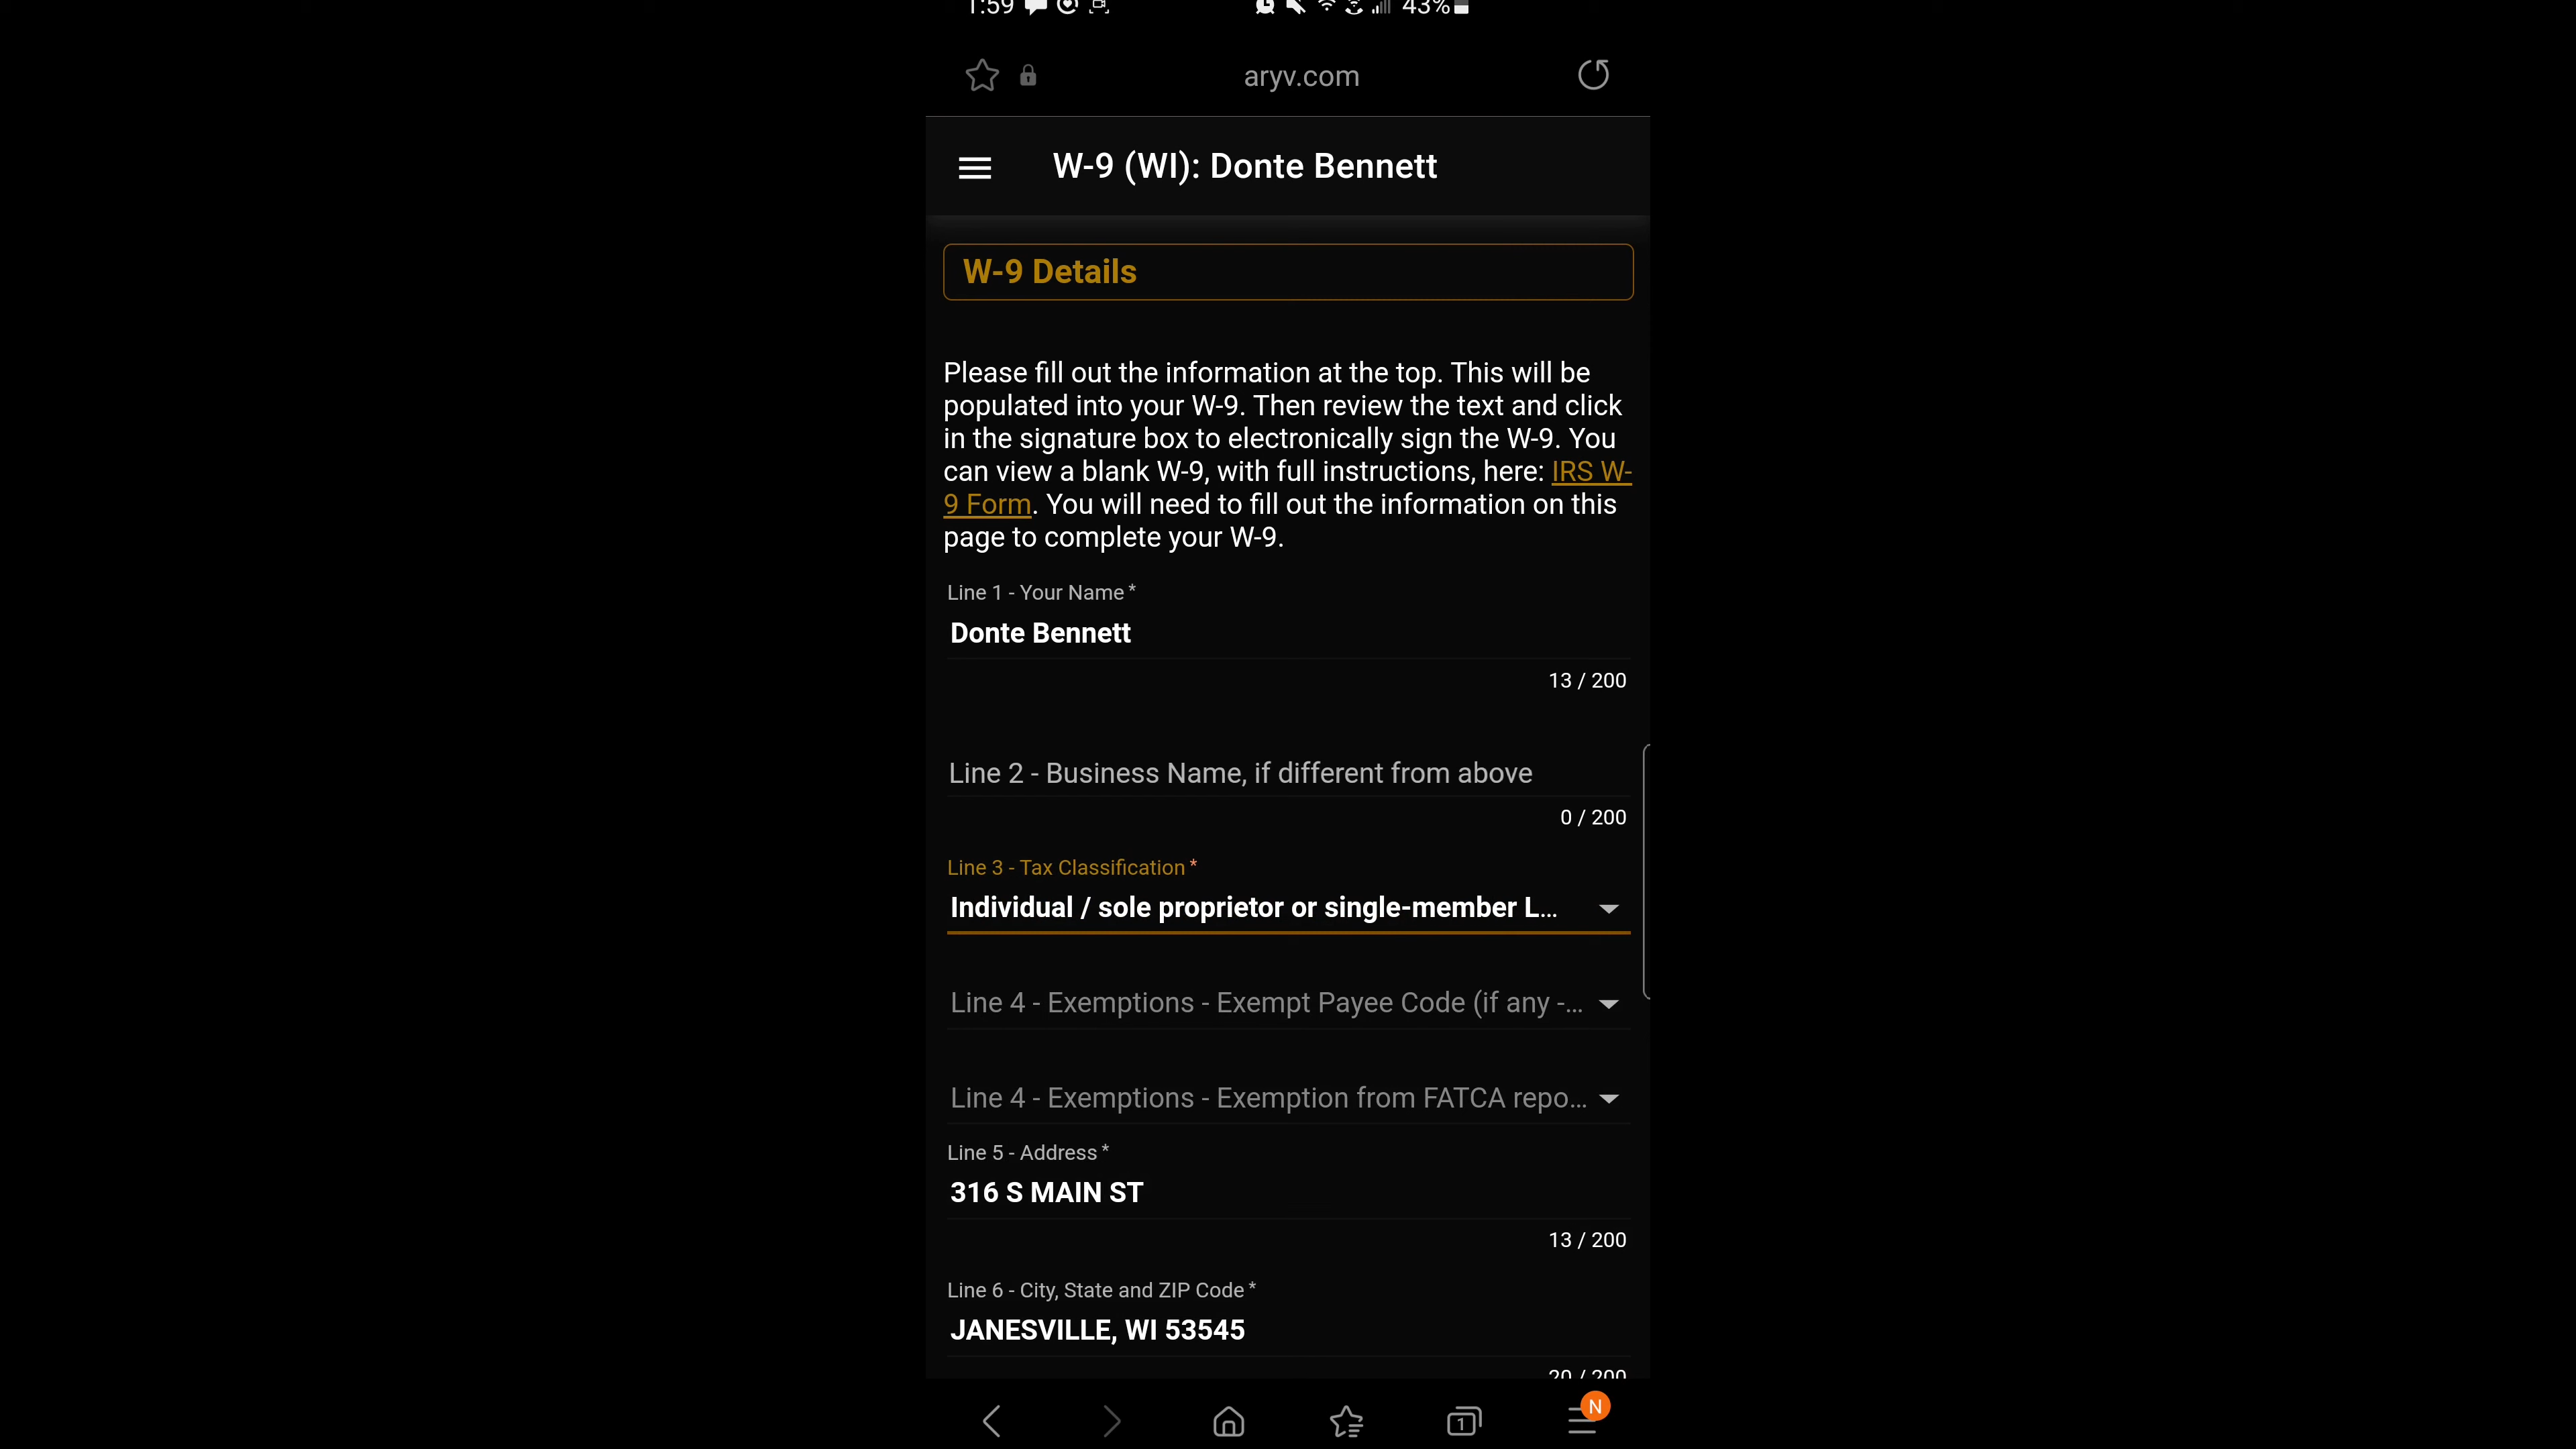 1:59 43%
aryv.com
W-9 (WI): Donte Bennett
W-9 Details
Please fill out the information at the top. This will be
populated into your W-9. Then review the text and click
in the signature box to electronically sign the W-9. You
can view a blank W-9, with full instructions, here: IRS W-
9 Form. You will need to fill out the information on this
page to complete your W-9.
Line 1 - Your Name *
Donte Bennett
13 / 200
Line 2 - Business Name, if different from above
0 / 200
Line 3 - Tax Classification *
Individual / sole proprietor or single-member L...
Line 4 - Exemptions - Exempt Payee Code (if any -...
Line 4 - Exemptions - Exemption from FATCA repo...
Line 5 - Address *
316 S MAIN ST
13 / 200
Line 6 - City, State and ZIP Code *
JANESVILLE, WI 53545
20 / 200
1 N